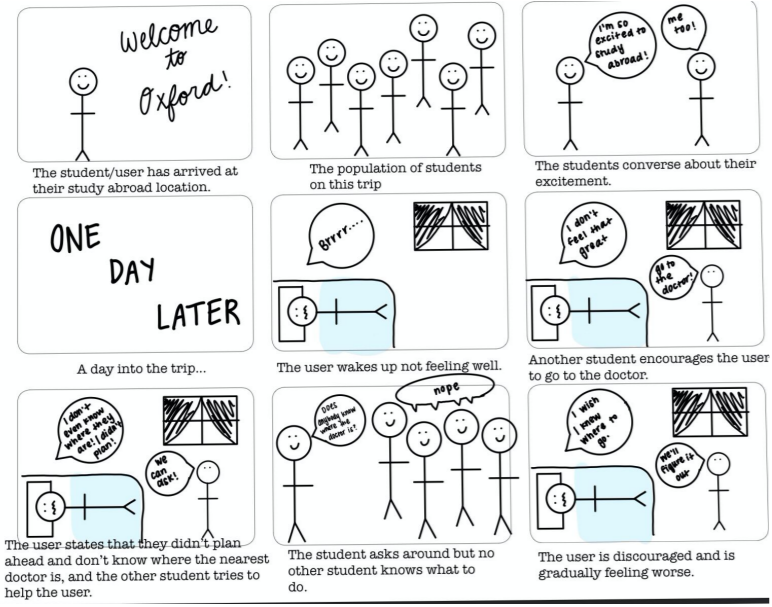 Welcome
to
Oxford!
The student/user has arrived at
their study abroad location.
The population of students
on this trip
I'm so
excited to
study
abroad!
me
too!
The students converse about their
excitement.
ONE
DAY
LATER
A day into the trip...
Brrrr....
The user wakes up not feeling well.
I don't
feel that
great
go to
the
doctor!
Another student encourages the user
to go to the doctor.
I don't
even know
where they
are! I didn't
plan!
we
can
ask!
The user states that they didn't plan
ahead and don't know where the nearest
doctor is, and the other student tries to
help the user.
Does
anybody know
where the
doctor is?
nope
The student asks around but no
other student knows what to
do.
I wish
I knew
where to
go.
we'll
figure it
out
The user is discouraged and is
gradually feeling worse.